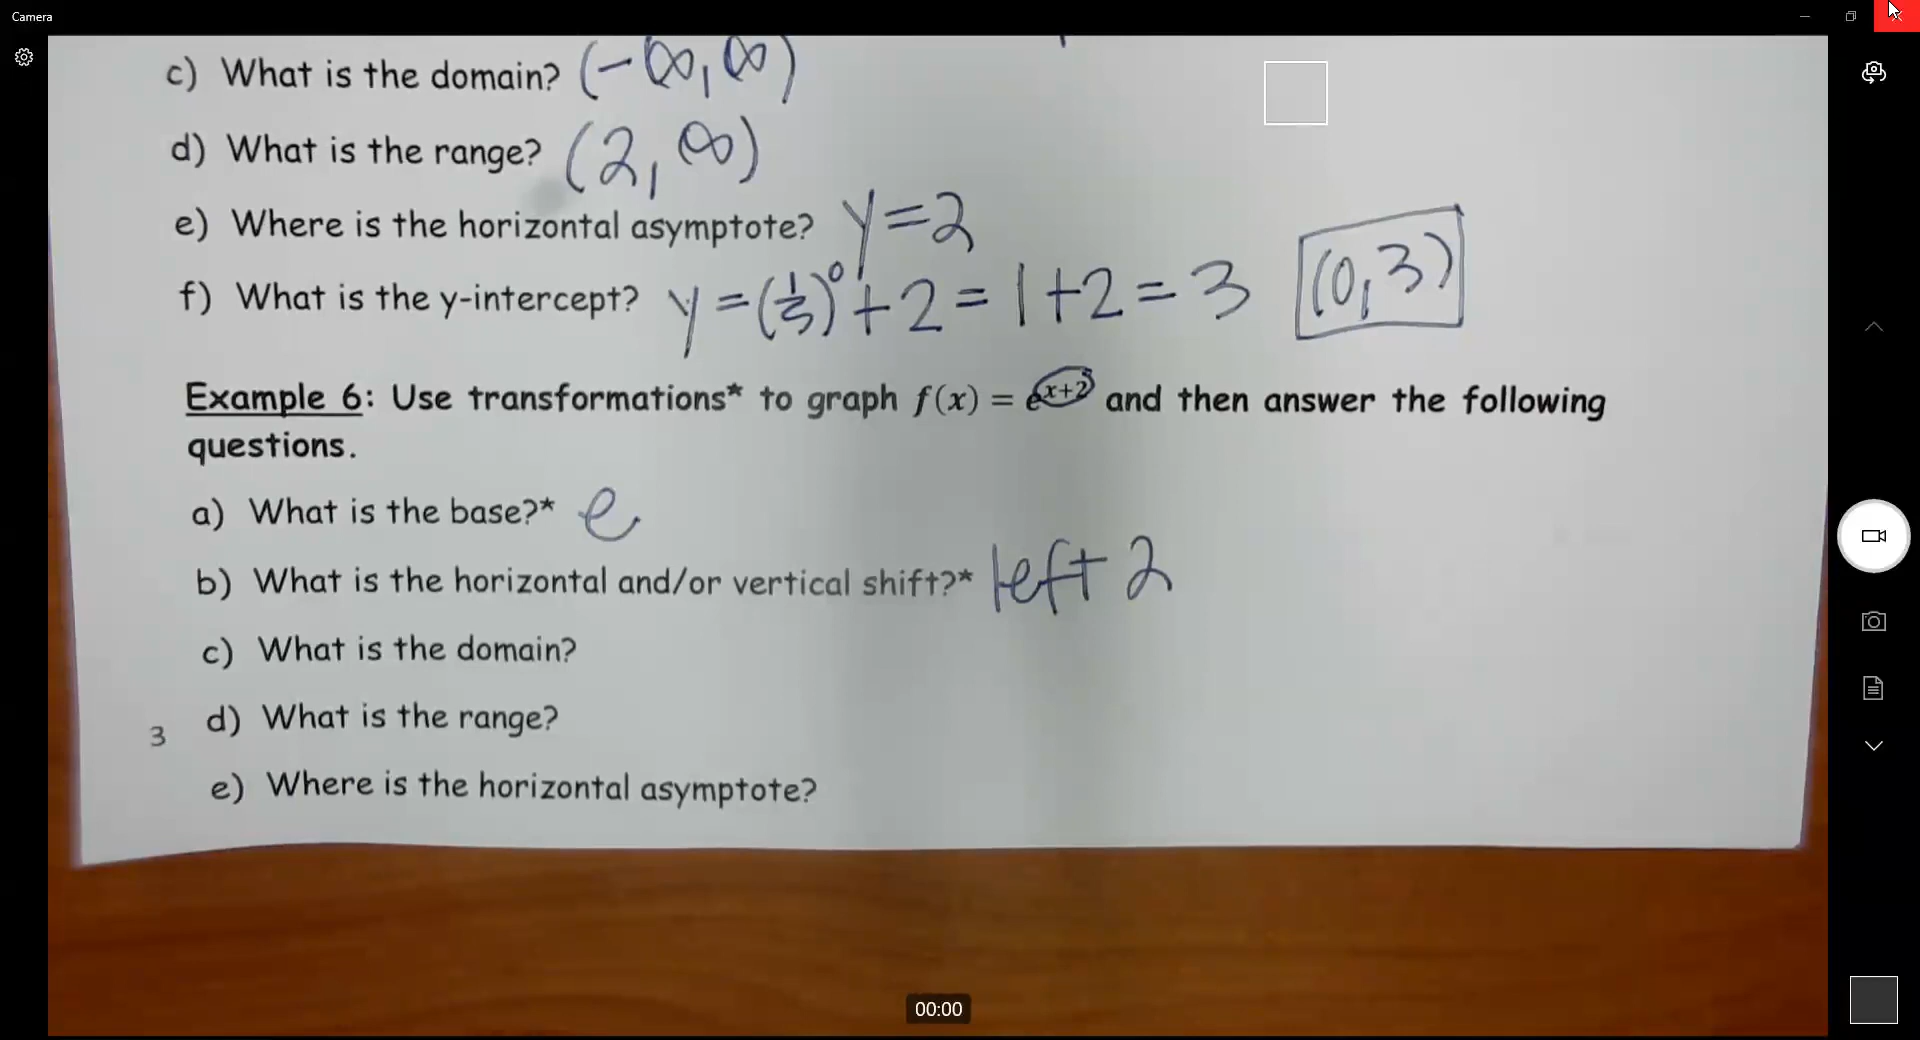 Camera
c) What is the domain? (-∞, ∞)
d) What is the range? (2, ∞)
e) Where is the horizontal asymptote? y=2
f) What is the y-intercept? y = (1/3)^0 + 2 = 1+2 = 3 (0,3)
Example 6: Use transformations* to graph f(x) = e^(x+2) and then answer the following
questions.
a) What is the base?* e
b) What is the horizontal and/or vertical shift?* left 2
c) What is the domain?
d) What is the range?
3
e) Where is the horizontal asymptote?
00:00